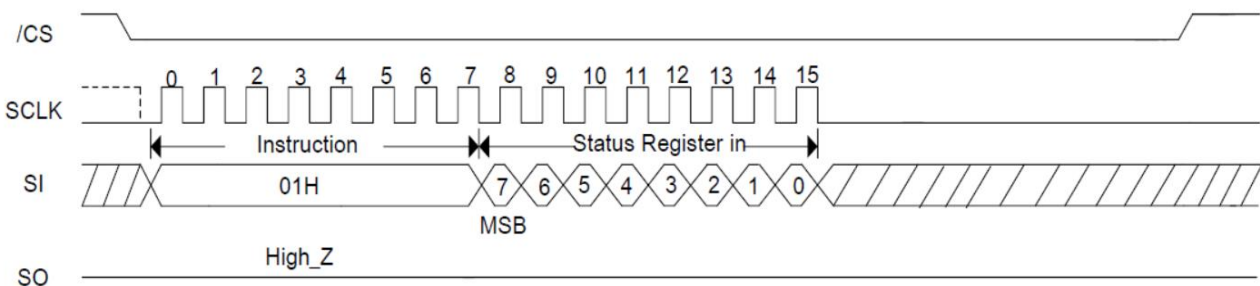 /CS
0 1 2 3 4 5 6 7 8 9 10 11 12 13 14 15
SCLK
Instruction Status Register in
SI 01H 7 6 5 4 3 2 1 0
MSB
High_Z
SO